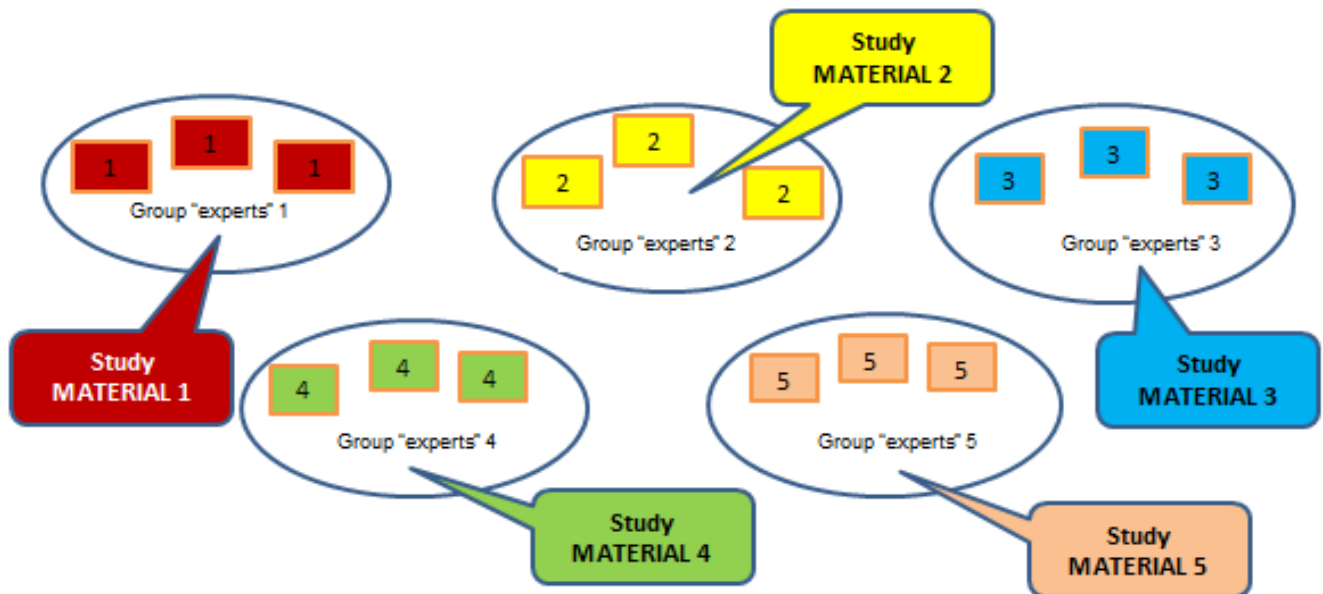 Study
MATERIAL 2
1
1
1
Group "experts" 1
2
2
2
Group "experts" 2
3
3
3
Group "experts" 3
Study
MATERIAL 1
4
4
4
Group "experts" 4
5
5
5
Group "experts" 5
Study
MATERIAL 3
Study
MATERIAL 4
Study
MATERIAL 5